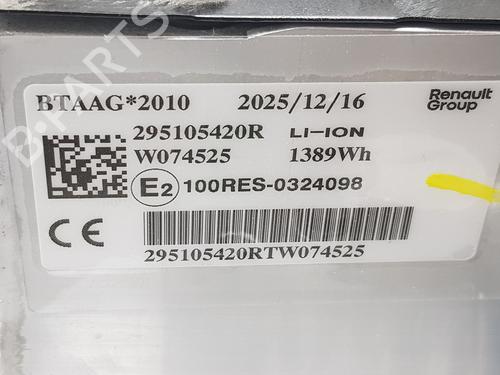 BTAAG*2010 2025/12/16 Renault Group
295105420R LI-ION
W074525 1389Wh
E2 100RES-0324098
CE
295105420RTW074525
B-PARTS